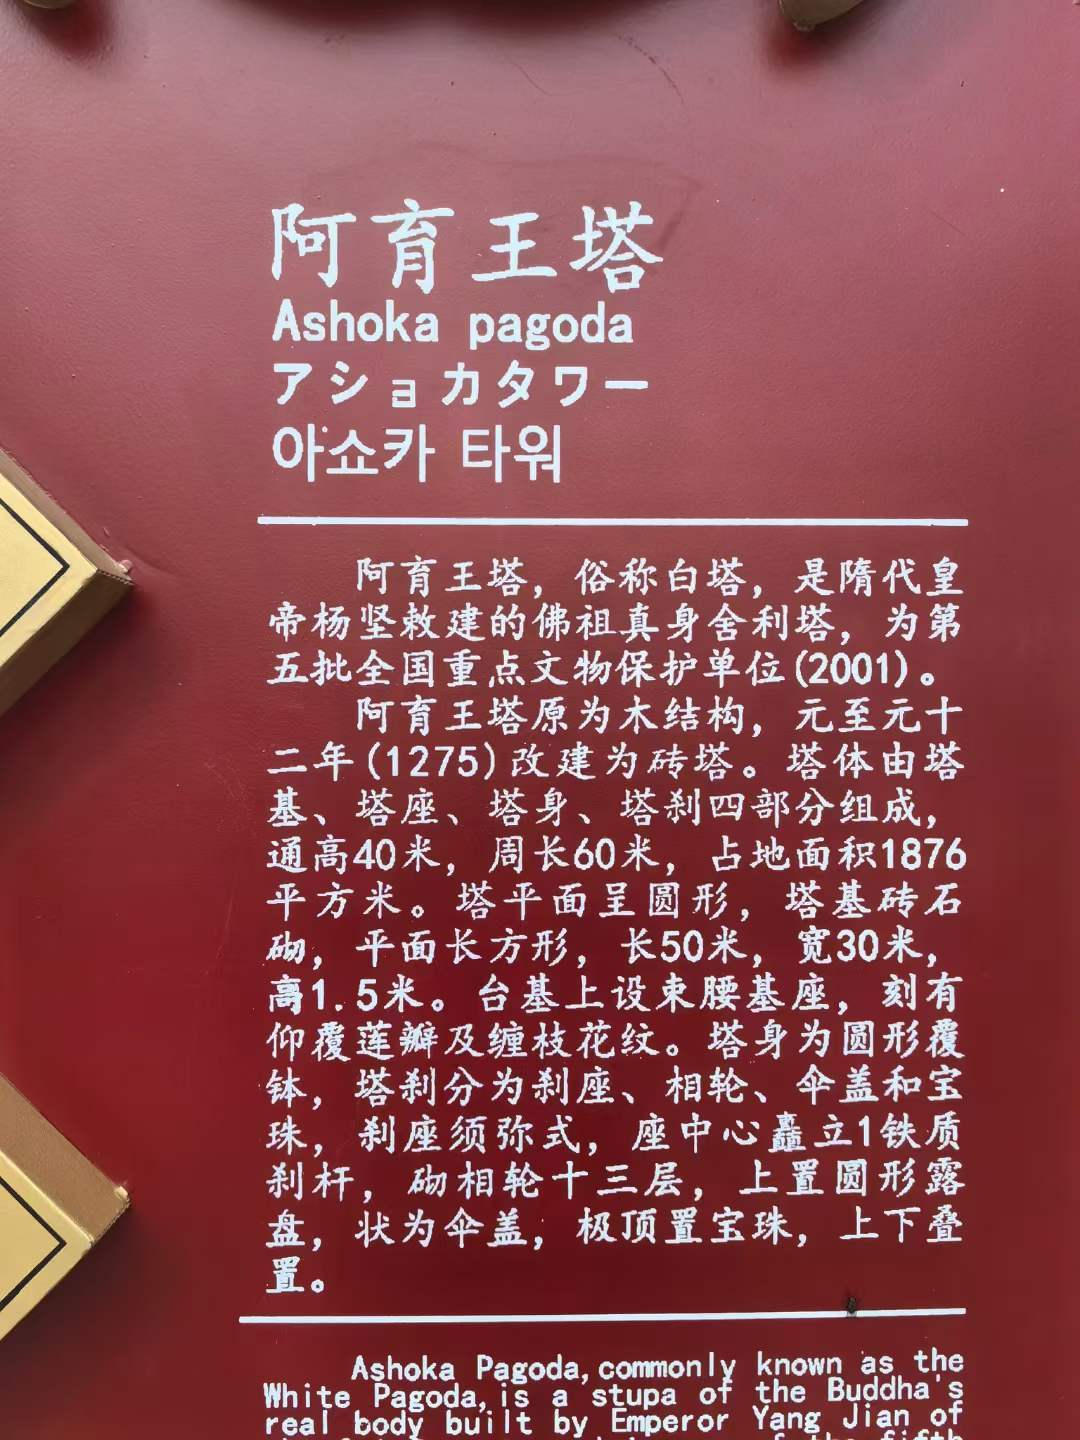 阿育王塔
Ashoka pagoda
アショカタワー
아쇼카 타워
阿育王塔，俗称白塔，是隋代皇
帝杨坚敕建的佛祖真身舍利塔，为第
五批全国重点文物保护单位(2001)。
阿育王塔原为木结构，元至元十
二年(1275)改建为砖塔。塔体由塔
基、塔座、塔身、塔刹四部分组成，
通高40米，周长60米，占地面积1876
平方米。塔平面呈圆形，塔基砖石
砌，平面长方形，长50米，宽30米，
高1.5米。台基上设束腰基座，刻有
仰覆莲瓣及缠枝花纹。塔身为圆形覆
钵，塔刹分为刹座、相轮、伞盖和宝
珠，刹座须弥式，座中心矗立1铁质
刹杆，砌相轮十三层，上置圆形露
盘，状为伞盖，极顶置宝珠，上下叠
置。
Ashoka Pagoda,commonly known as the
White Pagoda,is a stupa of the Buddha's
real body built by Emperor Yang Jian of